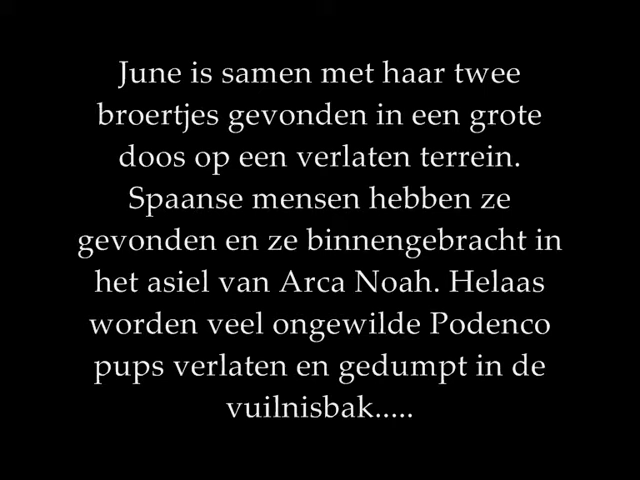 June is samen met haar twee
broertjes gevonden in een grote
doos op een verlaten terrein.
Spaanse mensen hebben ze
gevonden en ze binnengebracht in
het asiel van Arca Noah. Helaas
worden veel ongewilde Podenco
pups verlaten en gedumpt in de
vuilnisbak.....